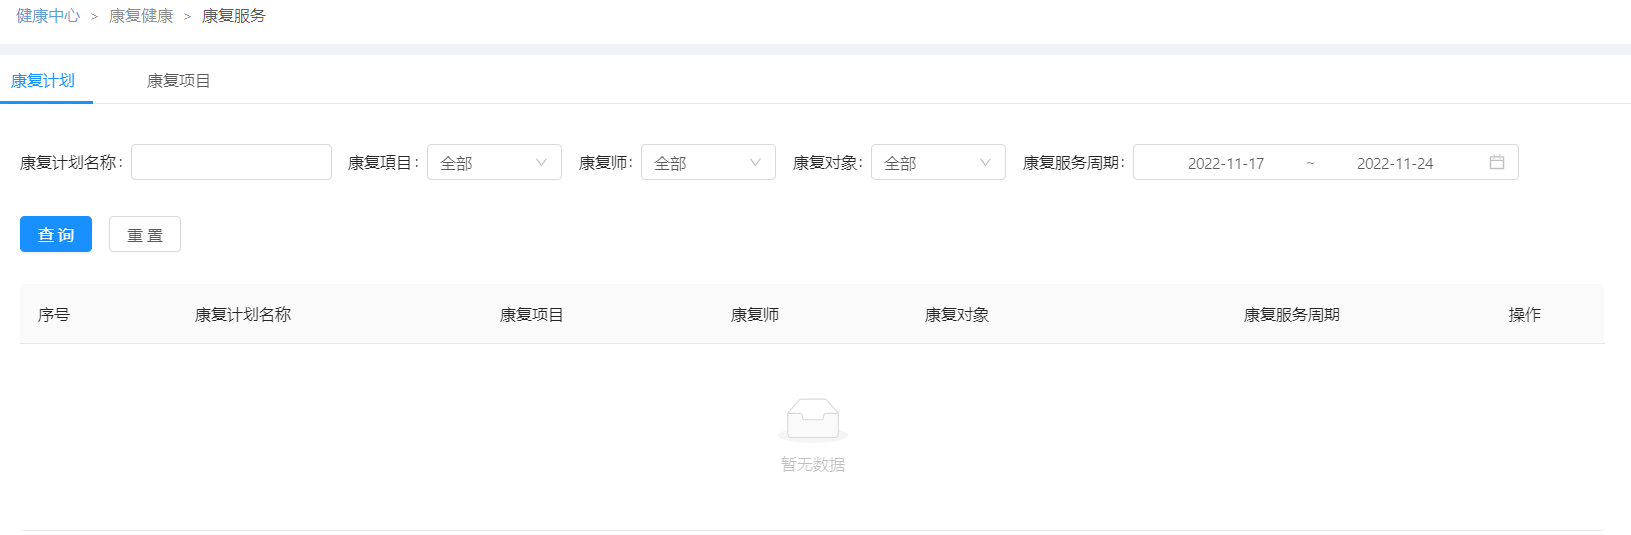 健康中心 > 康复健康 > 康复服务
康复计划 康复项目
康复计划名称: 康复項目: 全部 康复师: 全部 康复对象: 全部 康复服务周期: 2022-11-17 ~ 2022-11-24
查 询 重 置
序号 康复计划名称 康复项目 康复师 康复对象 康复服务周期 操作
暂无数据